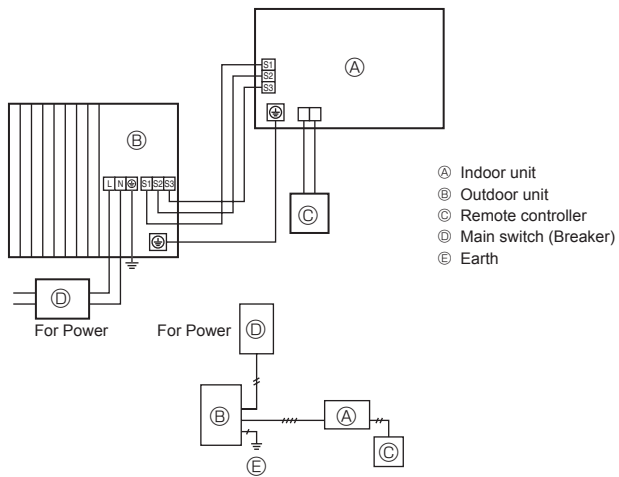 Ⓐ
S1
S2
S3
Ⓑ
L N S1 S2 S3
Ⓒ
Ⓓ
For Power
Ⓐ Indoor unit
Ⓑ Outdoor unit
Ⓒ Remote controller
Ⓓ Main switch (Breaker)
Ⓔ Earth
For Power Ⓓ
Ⓑ
Ⓐ
Ⓒ
Ⓔ